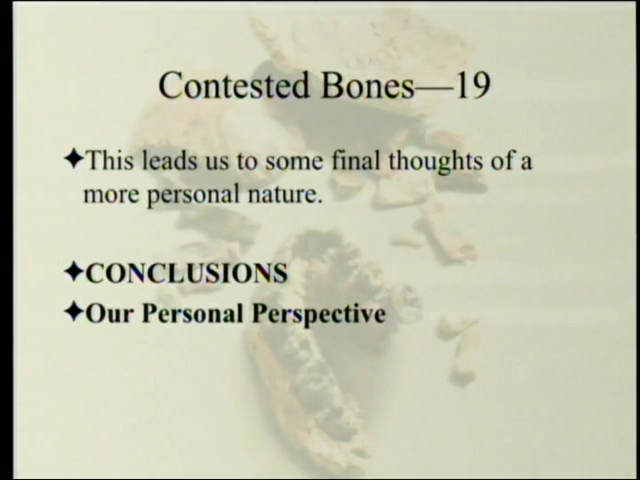 Contested Bones—19
✦This leads us to some final thoughts of a
more personal nature.
✦CONCLUSIONS
✦Our Personal Perspective